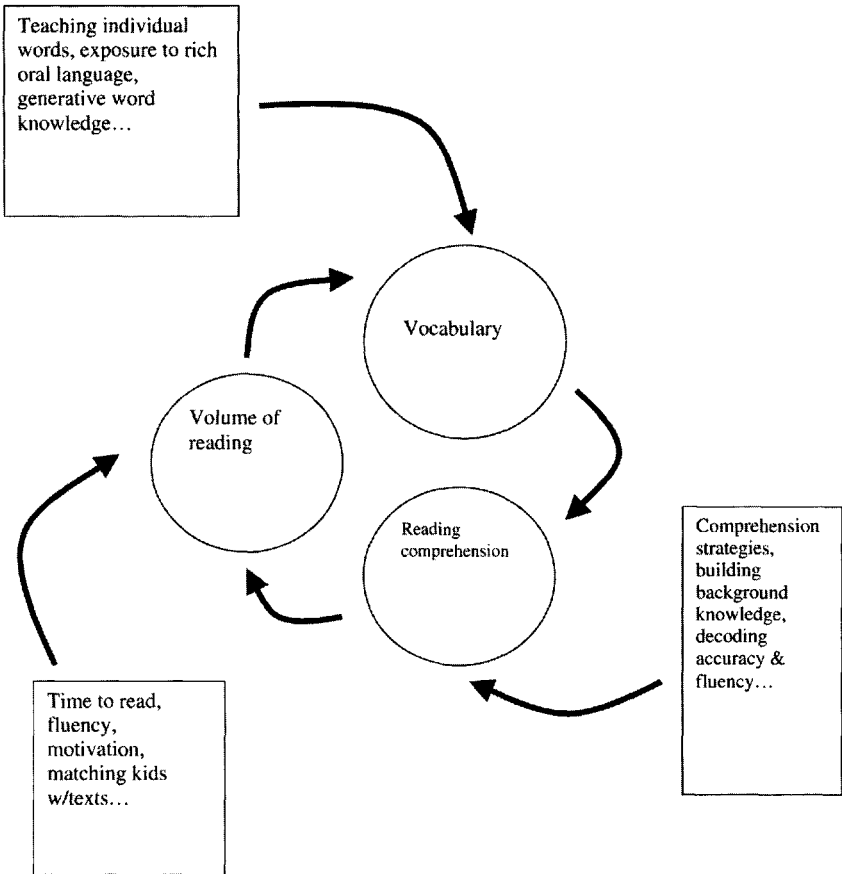 Teaching individual
words, exposure to rich
oral language,
generative word
knowledge…
Vocabulary
Volume of
reading
Reading
comprehension
Comprehension
strategies,
building
background
knowledge,
decoding
accuracy &
fluency…
Time to read,
fluency,
motivation,
matching kids
w/texts…